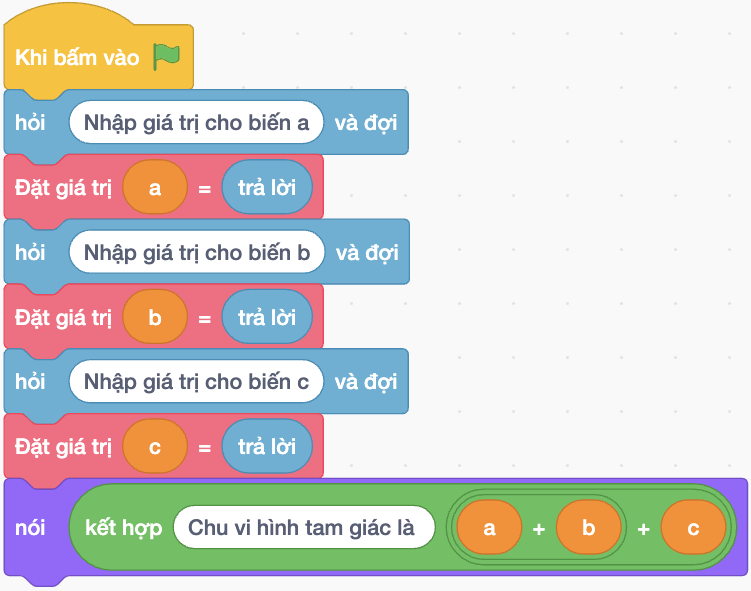 Khi bấm vào
hỏi Nhập giá trị cho biến a và đợi
Đặt giá trị a = trả lời
hỏi Nhập giá trị cho biến b và đợi
Đặt giá trị b = trả lời
hỏi Nhập giá trị cho biến c và đợi
Đặt giá trị c = trả lời
nói kết hợp Chu vi hình tam giác là a + b + c